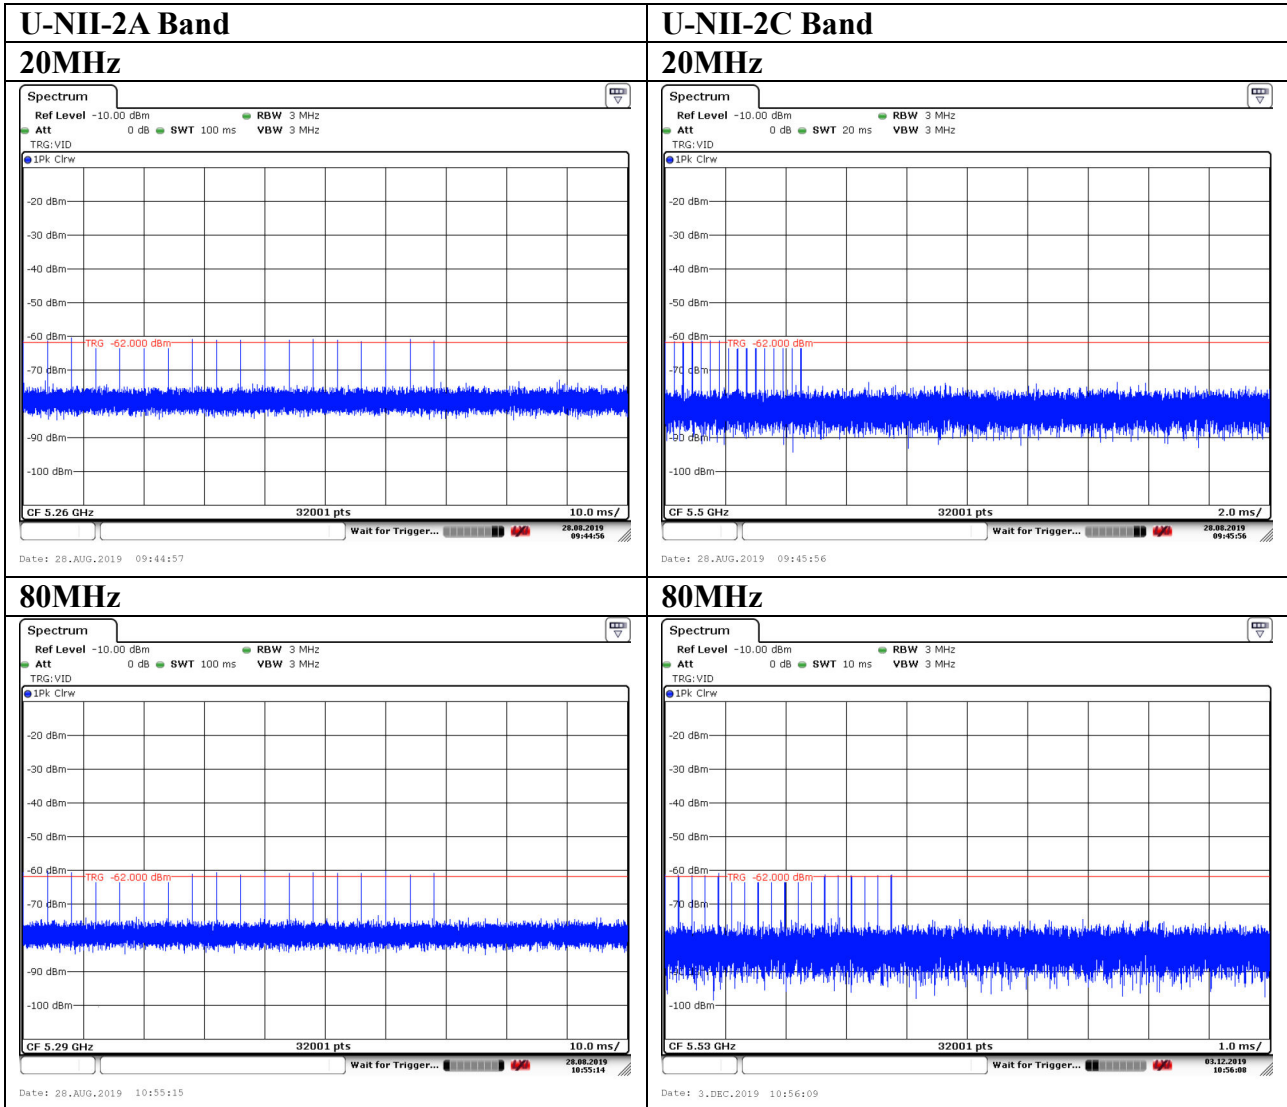 U-NII-2A Band
U-NII-2C Band
20MHz
20MHz
Spectrum
Ref Level -10.00 dBm RBW 3 MHz
Att 0 dB SWT 100 ms VBW 3 MHz
TRG:VID
1Pk Clrw
-20 dBm
-30 dBm
-40 dBm
-50 dBm
-60 dBm
TRG -62.000 dBm
-70 dBm
-90 dBm
-100 dBm
CF 5.26 GHz 32001 pts 10.0 ms/
Wait for Trigger... 28.08.2019
09:44:56
Date: 28.AUG.2019 09:44:57
Spectrum
Ref Level -10.00 dBm RBW 3 MHz
Att 0 dB SWT 20 ms VBW 3 MHz
TRG:VID
1Pk Clrw
-20 dBm
-30 dBm
-40 dBm
-50 dBm
-60 dBm
TRG -62.000 dBm
-70 dBm
-90 dBm
-100 dBm
CF 5.5 GHz 32001 pts 2.0 ms/
Wait for Trigger... 28.08.2019
09:45:56
Date: 28.AUG.2019 09:45:56
80MHz
80MHz
Spectrum
Ref Level -10.00 dBm RBW 3 MHz
Att 0 dB SWT 100 ms VBW 3 MHz
TRG:VID
1Pk Clrw
-20 dBm
-30 dBm
-40 dBm
-50 dBm
-60 dBm
TRG -62.000 dBm
-70 dBm
-90 dBm
-100 dBm
CF 5.29 GHz 32001 pts 10.0 ms/
Wait for Trigger... 28.08.2019
10:55:14
Date: 28.AUG.2019 10:55:15
Spectrum
Ref Level -10.00 dBm RBW 3 MHz
Att 0 dB SWT 10 ms VBW 3 MHz
TRG:VID
1Pk Clrw
-20 dBm
-30 dBm
-40 dBm
-50 dBm
-60 dBm
TRG -62.000 dBm
-70 dBm
-100 dBm
CF 5.53 GHz 32001 pts 1.0 ms/
Wait for Trigger... 03.12.2019
10:56:08
Date: 3.DEC.2019 10:56:09